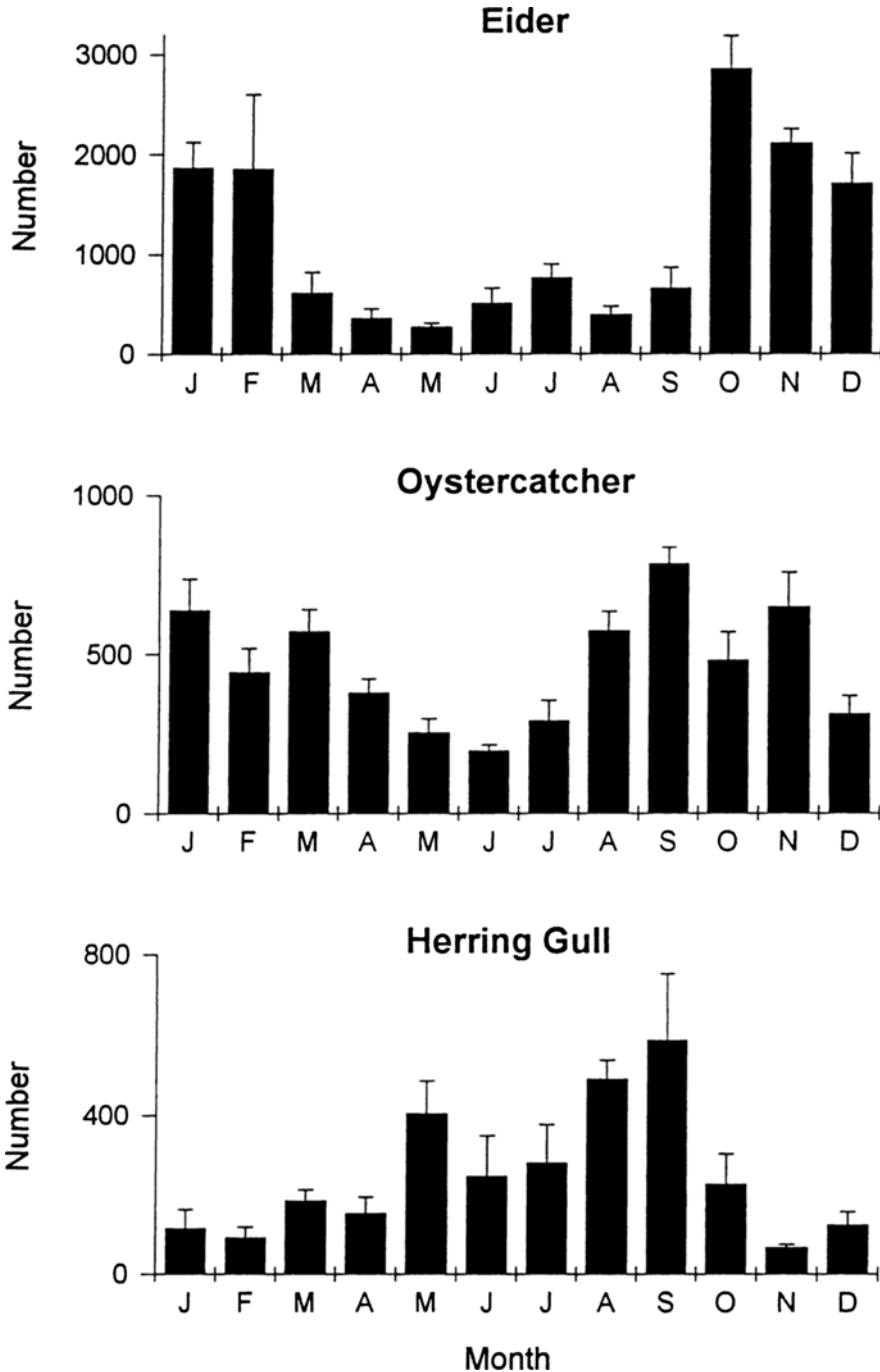 Eider
3000
2000
1000
0
Number
J F M A M J J A S O N D
Oystercatcher
1000
500
0
Number
J F M A M J J A S O N D
Herring Gull
800
400
0
Number
J F M A M J J A S O N D
Month